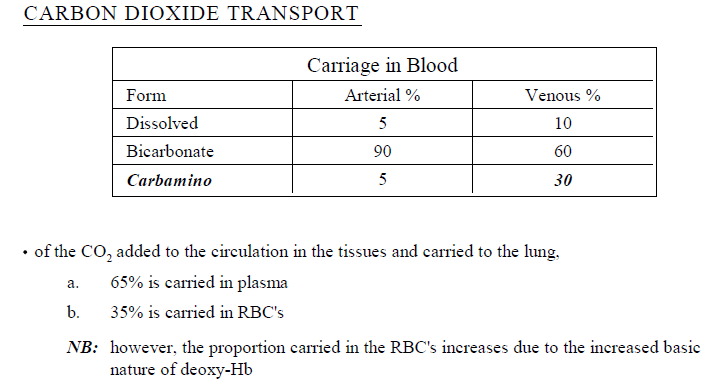 CARBON DIOXIDE TRANSPORT
Carriage in Blood
Form Arterial % Venous %
Dissolved 5 10
Bicarbonate 90 60
Carbamino 5 30
• of the CO₂ added to the circulation in the tissues and carried to the lung,
a. 65% is carried in plasma
b. 35% is carried in RBC's
NB: however, the proportion carried in the RBC's increases due to the increased basic
nature of deoxy-Hb